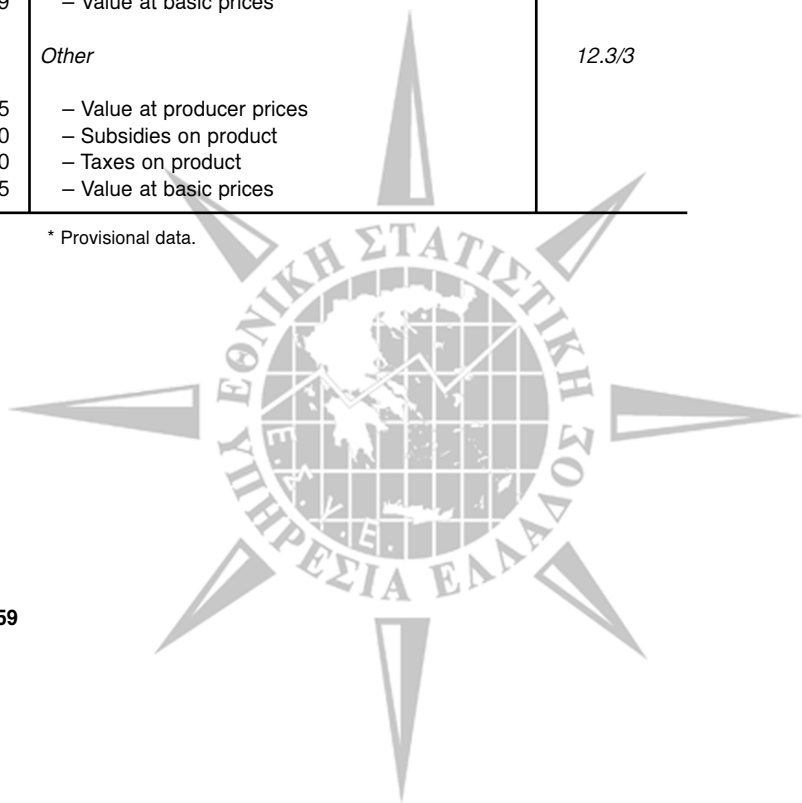 9 – Value at basic prices
Other 12.3/3
5 – Value at producer prices
0 – Subsidies on product
0 – Taxes on product
5 – Value at basic prices
* Provisional data.
ΕΘΝΙΚΗ ΣΤΑΤΙΣΤΙΚΗ
ΥΠΗΡΕΣΙΑ ΕΛΛΑΔΟΣ
Ε.Σ.Υ.Ε.
59